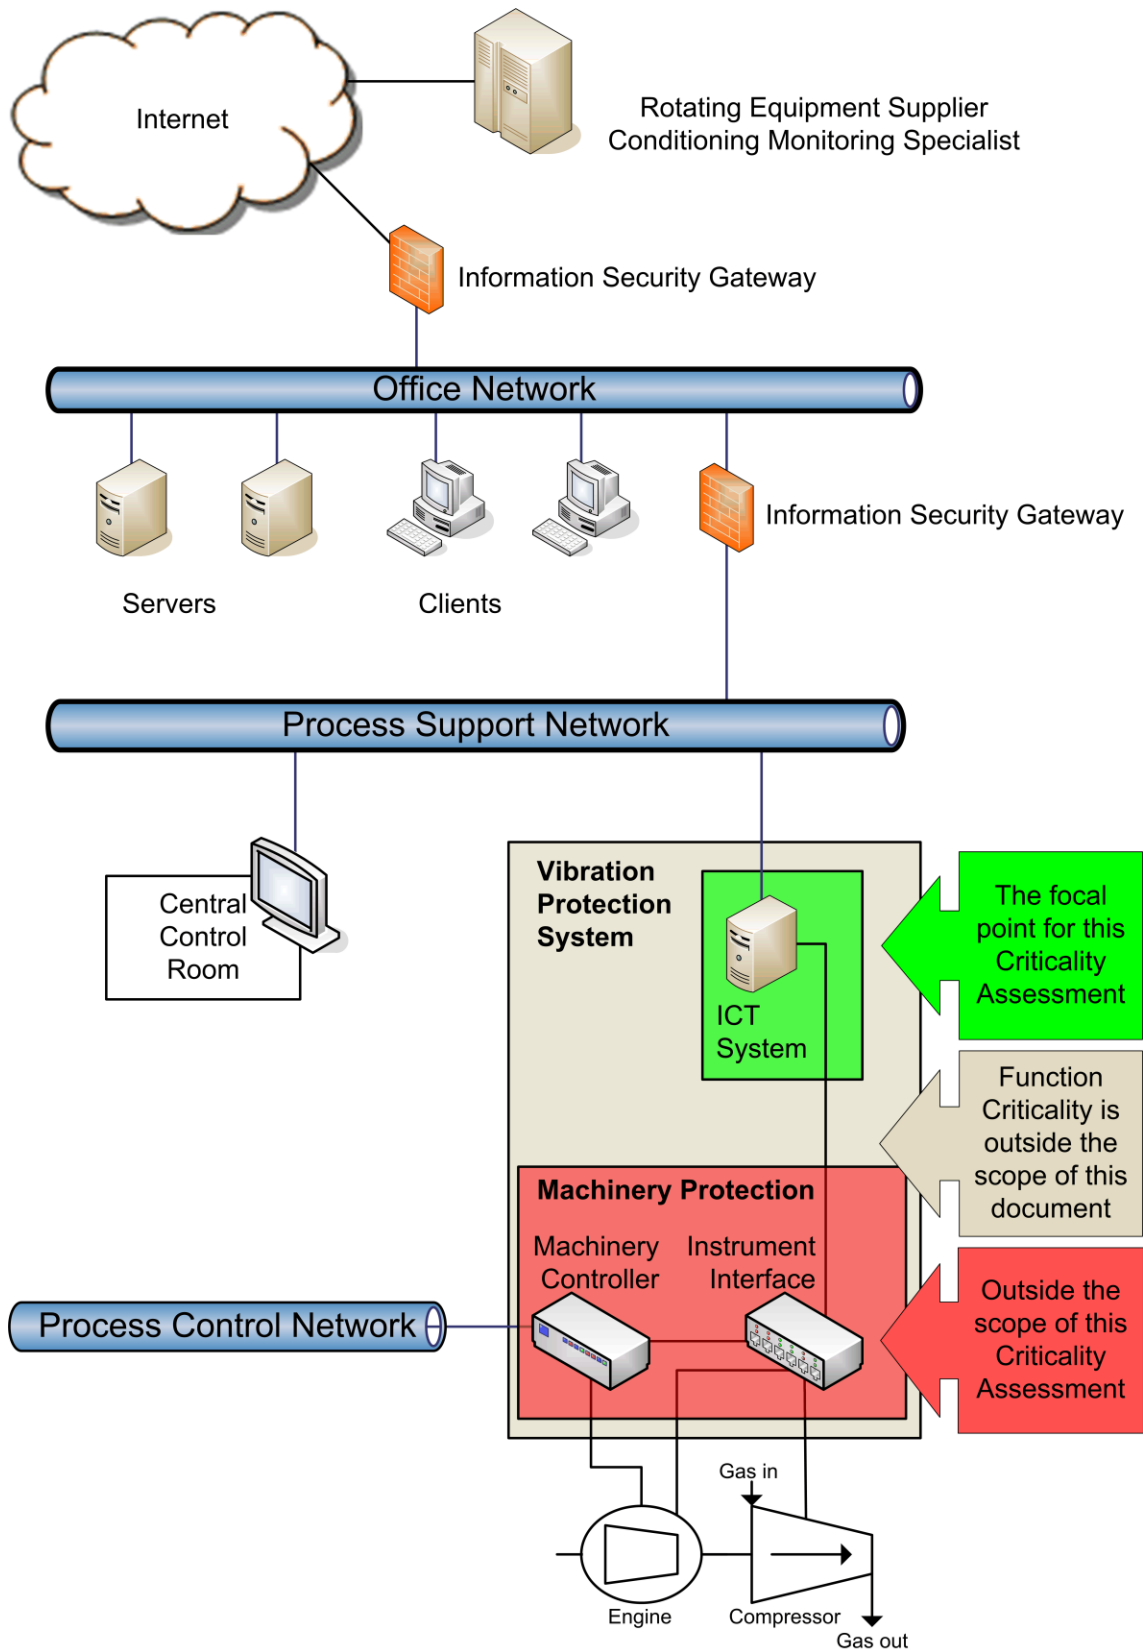 Internet
Rotating Equipment Supplier
Conditioning Monitoring Specialist
Information Security Gateway
Office Network
Information Security Gateway
Servers
Clients
Process Support Network
Central
Control
Room
Vibration
Protection
System
ICT
System
The focal
point for this
Criticality
Assessment
Function
Criticality is
outside the
scope of this
document
Machinery Protection
Machinery
Controller
Instrument
Interface
Outside the
scope of this
Criticality
Assessment
Process Control Network
Gas in
Engine
Compressor
Gas out